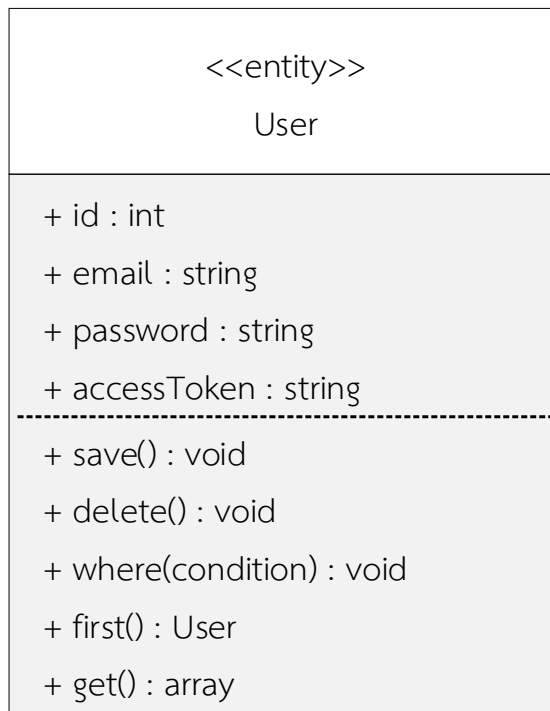 <<entity>>
User
+ id : int
+ email : string
+ password : string
+ accessToken : string
+ save() : void
+ delete() : void
+ where(condition) : void
+ first() : User
+ get() : array